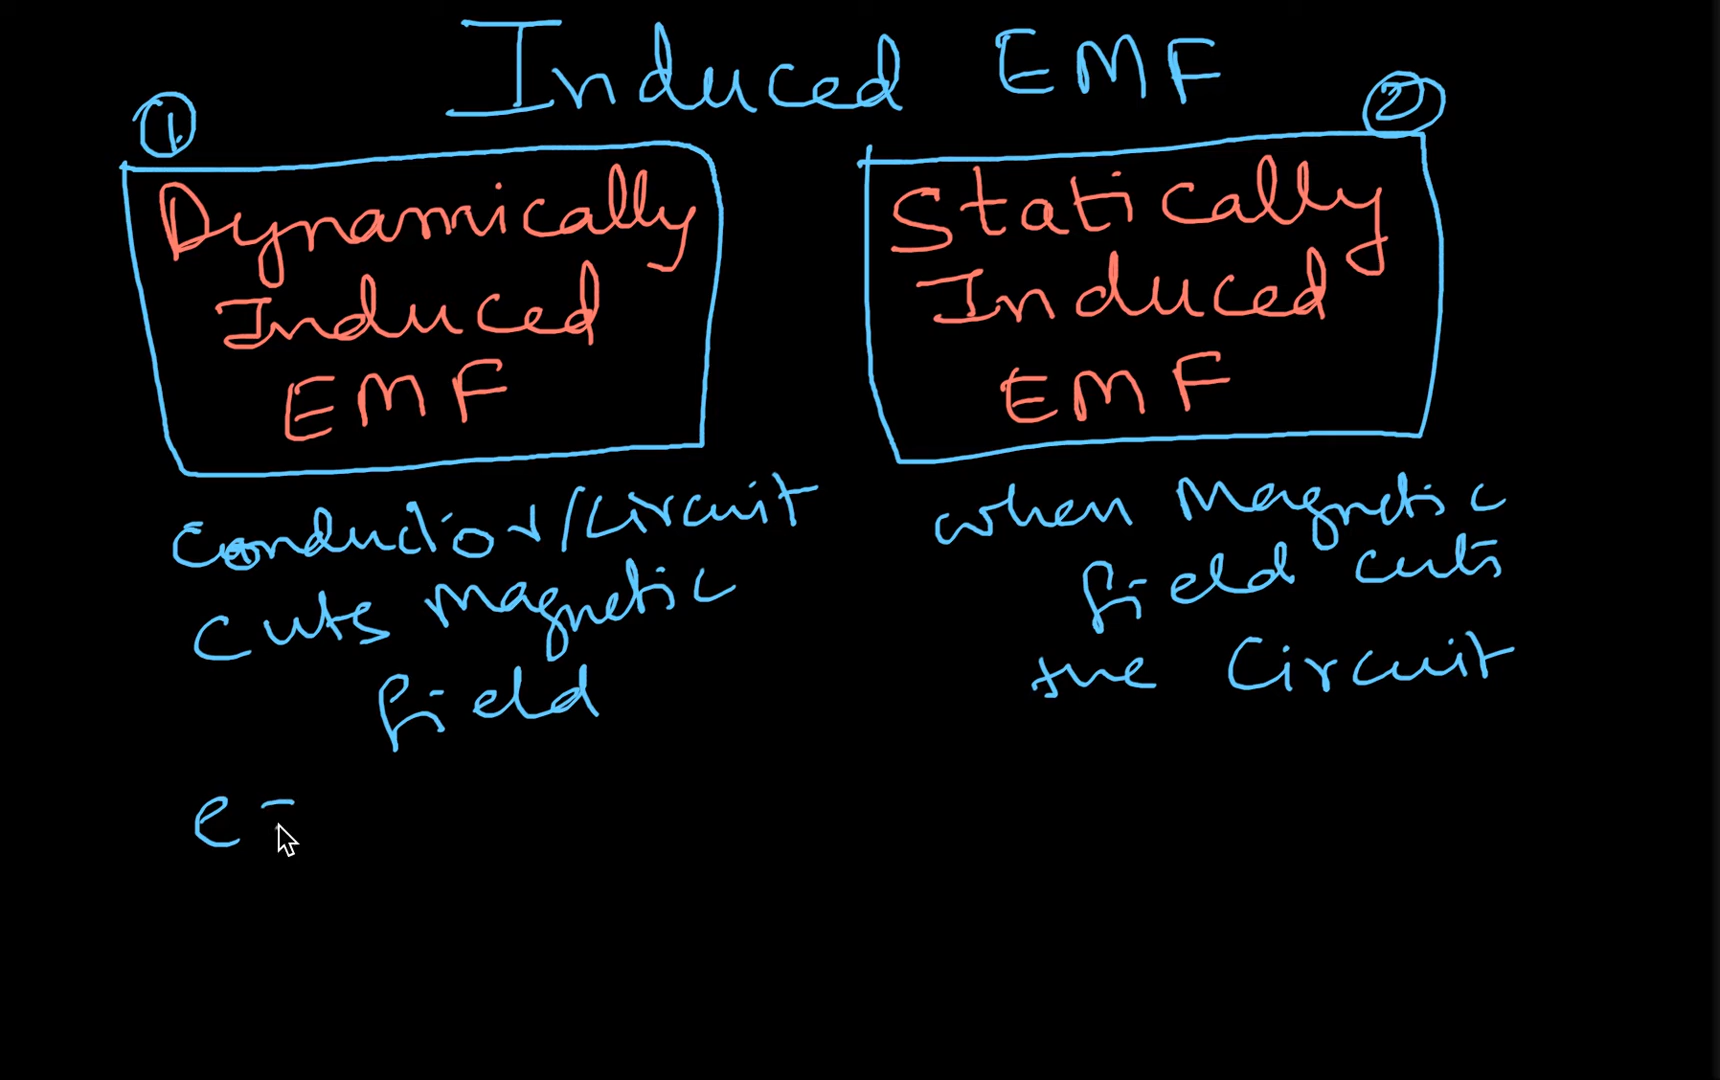 Induced EMF
①
Dynamically
Induced
EMF
Conductor/Circuit
cuts Magnetic
field
e -
②
Statically
Induced
EMF
when Magnetic
field cuts
the Circuit